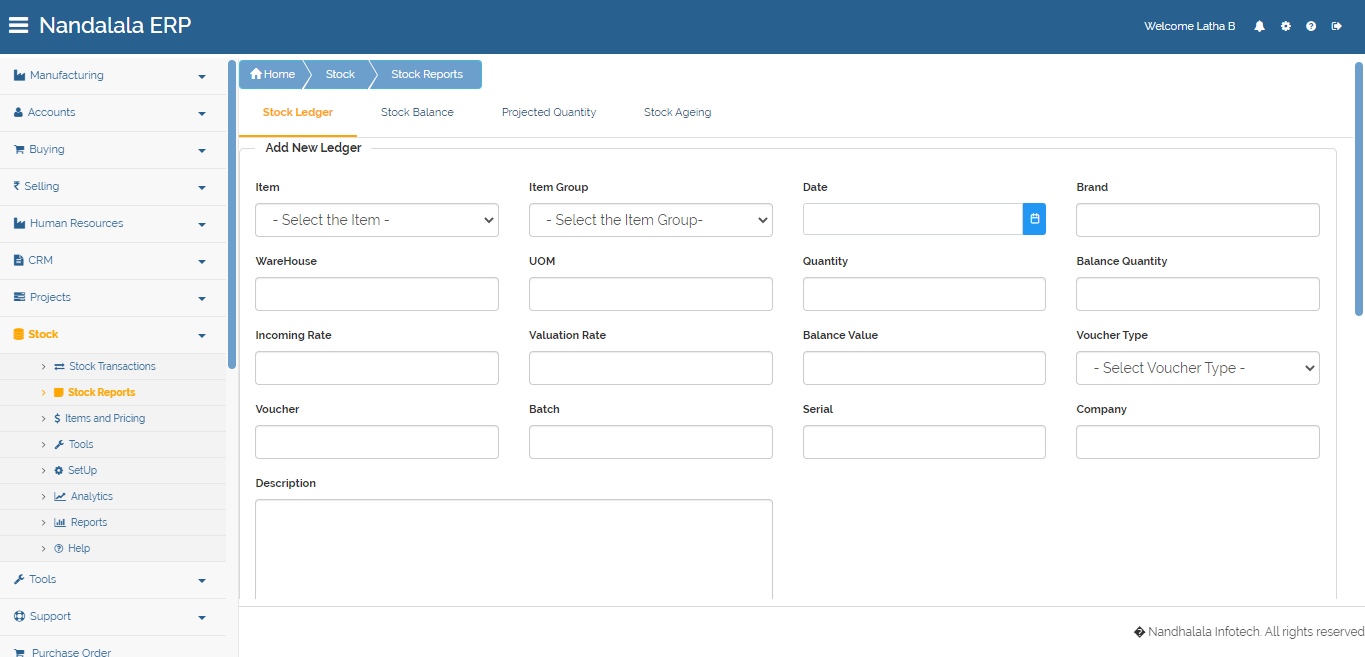 Nandalala ERP
Welcome Latha B
Manufacturing
Accounts
Buying
Selling
Human Resources
CRM
Projects
Stock
Stock Transactions
Stock Reports
Items and Pricing
Tools
SetUp
Analytics
Reports
Help
Tools
Support
Purchase Order
Home Stock Stock Reports
Stock Ledger Stock Balance Projected Quantity Stock Ageing
Add New Ledger
Item Item Group Date Brand
- Select the Item - - Select the Item Group-
WareHouse UOM Quantity Balance Quantity
Incoming Rate Valuation Rate Balance Value Voucher Type
- Select Voucher Type -
Voucher Batch Serial Company
Description
� Nandhalala Infotech. All rights reserved